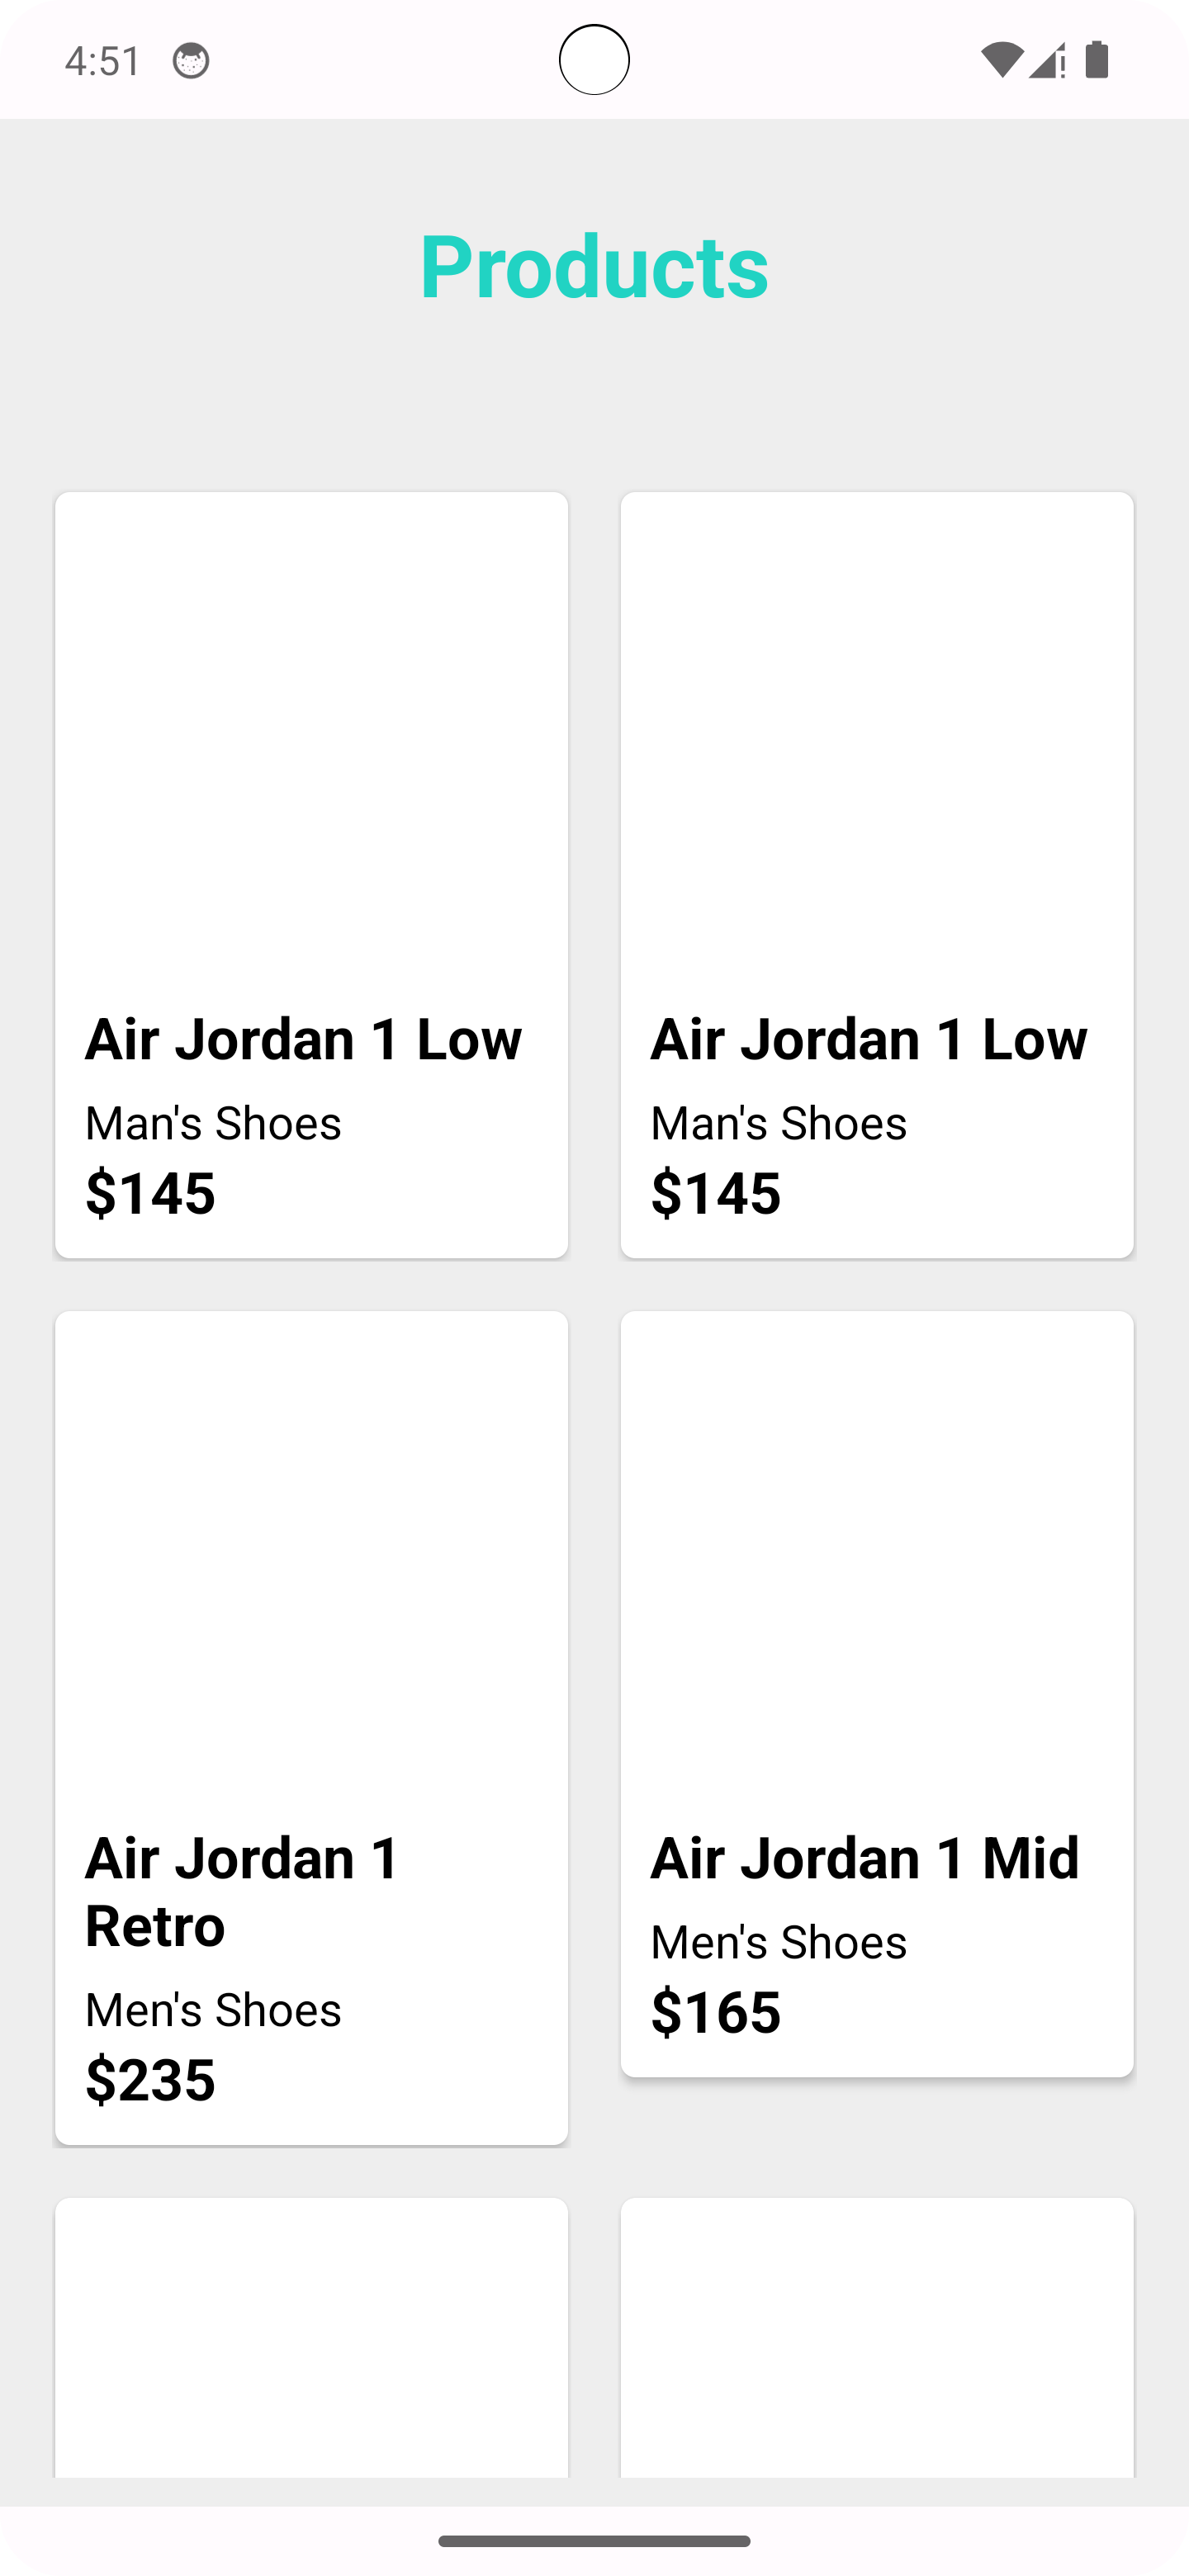 4:51
Products
Air Jordan 1 Low
Man's Shoes
$145
Air Jordan 1 Low
Man's Shoes
$145
Air Jordan 1
Retro
Men's Shoes
$235
Air Jordan 1 Mid
Men's Shoes
$165